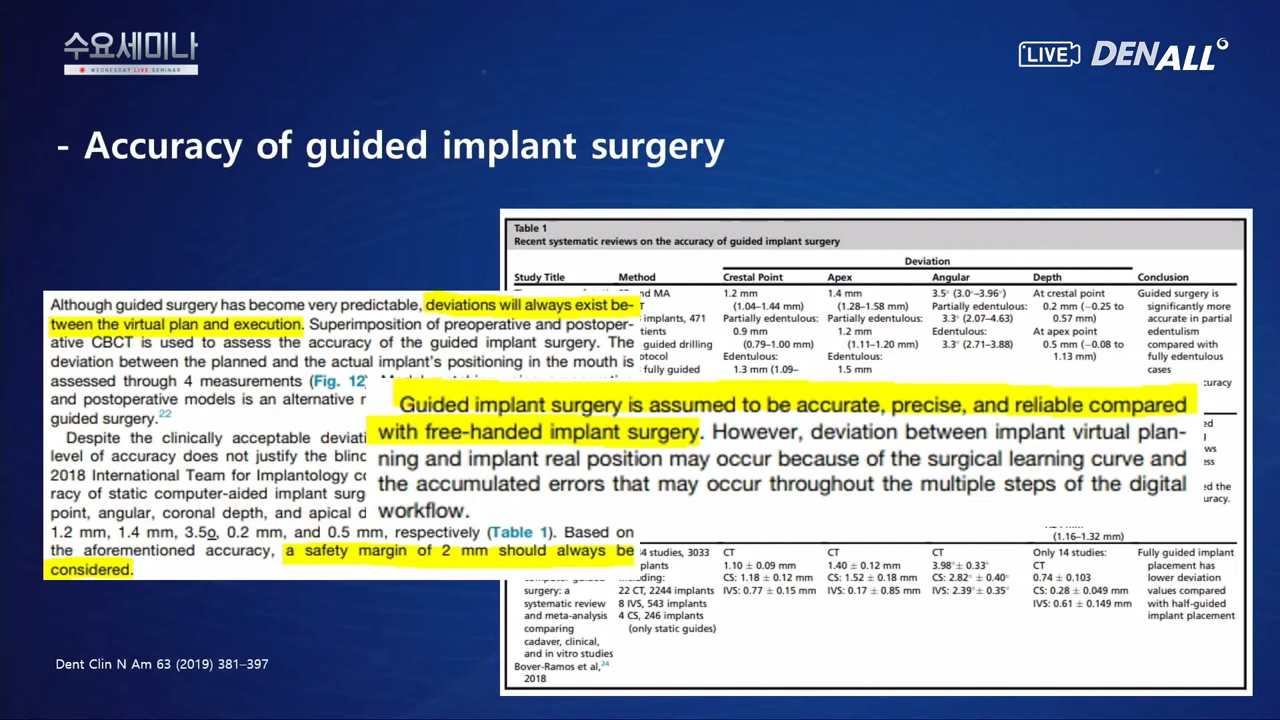 수요세미나
WEDNESDAY LIVE SEMINAR
LIVE DENALL
- Accuracy of guided implant surgery
Although guided surgery has become very predictable, deviations will always exist be-
tween the virtual plan and execution. Superimposition of preoperative and postoper-
ative CBCT is used to assess the accuracy of the guided implant surgery. The
deviation between the planned and the actual implant's positioning in the mouth is
assessed through 4 measurements (Fig. 12
and postoperative models is an alternative
guided surgery.22
Despite the clinically acceptable
level of accuracy does not justify the
2018 International Team for Implantology
racy of static computer-aided implant
point, angular, coronal depth, and apical
1.2 mm, 1.4 mm, 3.5o, 0.2 mm, and 0.5 mm, respectively (Table 1). Based on
the aforementioned accuracy, a safety margin of 2 mm should always be
considered.
Guided implant surgery is assumed to be accurate, precise, and reliable compared
with free-handed implant surgery. However, deviation between implant virtual plan-
ning and implant real position may occur because of the surgical learning curve and
the accumulated errors that may occur throughout the multiple steps of the digital
workflow.
Table 1
Recent systematic reviews on the accuracy of guided implant surgery
Deviation
Study Title Method Crestal Point Apex Angular Depth Conclusion
and MA 1.2 mm 1.4 mm 3.5° (3.0°–3.96°) At crestal point Guided surgery is
(1.04–1.44 mm) (1.28–1.58 mm) Partially edentulous: 0.2 mm (−0.25 to significantly more
implants, 471 Partially edentulous: Partially edentulous: 3.3° (2.07–4.63) 0.57 mm) accurate in partial
0.9 mm 1.2 mm Edentulous: At apex point edentulism
guided drilling (0.79–1.00 mm) (1.11–1.20 mm) 3.3° (2.71–3.88) 0.5 mm (−0.08 to compared with
Edentulous: Edentulous: 1.13 mm) fully edentulous
fully guided 1.3 mm (1.09– 1.5 mm cases
(1.16–1.32 mm)
studies, 3033 CT CT CT Only 14 studies: Fully guided implant
1.10 ± 0.09 mm 1.40 ± 0.12 mm 3.98° ± 0.33° CT placement has
CS: 1.18 ± 0.12 mm CS: 1.52 ± 0.18 mm CS: 2.82° ± 0.40° 0.74 ± 0.103 lower deviation
surgery: a 22 CT, 2244 implants IVS: 0.77 ± 0.15 mm IVS: 0.17 ± 0.85 mm IVS: 2.39° ± 0.35° CS: 0.28 ± 0.049 mm values compared
systematic review 8 IVS, 543 implants IVS: 0.61 ± 0.149 mm with half-guided
and meta-analysis 4 CS, 246 implants implant placement
comparing (only static guides)
cadaver, clinical,
and in vitro studies
Bover-Ramos et al,24
2018
Dent Clin N Am 63 (2019) 381–397